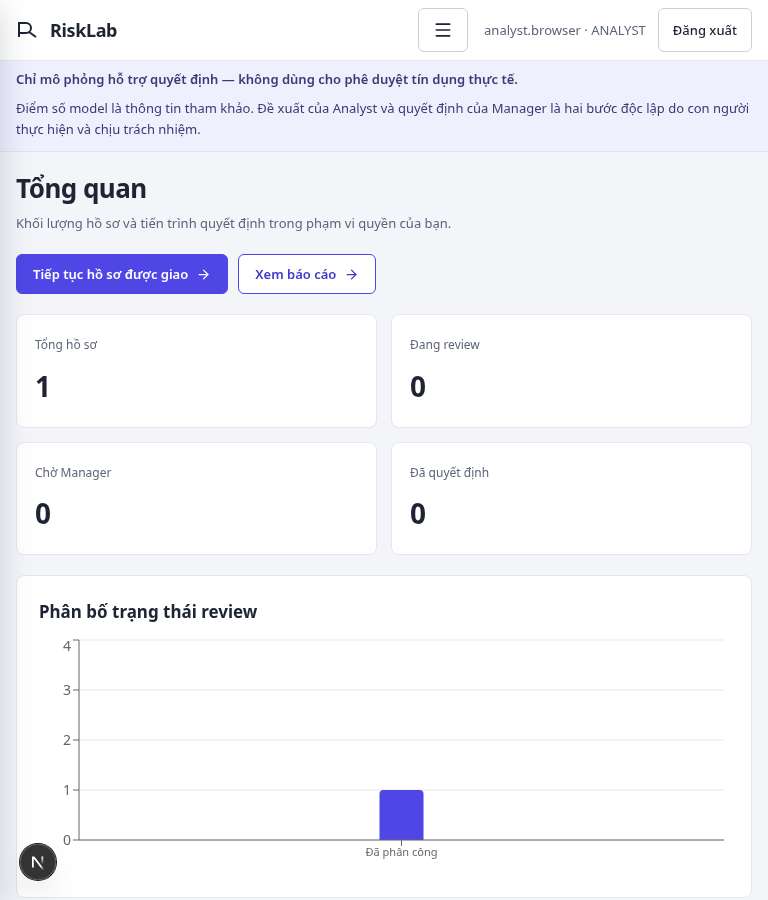 RiskLab
analyst.browser · ANALYST
Đăng xuất
Chỉ mô phỏng hỗ trợ quyết định — không dùng cho phê duyệt tín dụng thực tế.
Điểm số model là thông tin tham khảo. Đề xuất của Analyst và quyết định của Manager là hai bước độc lập do con người
thực hiện và chịu trách nhiệm.
Tổng quan
Khối lượng hồ sơ và tiến trình quyết định trong phạm vi quyền của bạn.
Tiếp tục hồ sơ được giao →
Xem báo cáo →
Tổng hồ sơ
1
Đang review
0
Chờ Manager
0
Đã quyết định
0
Phân bố trạng thái review
4
3
2
1
0
Đã phân công
N